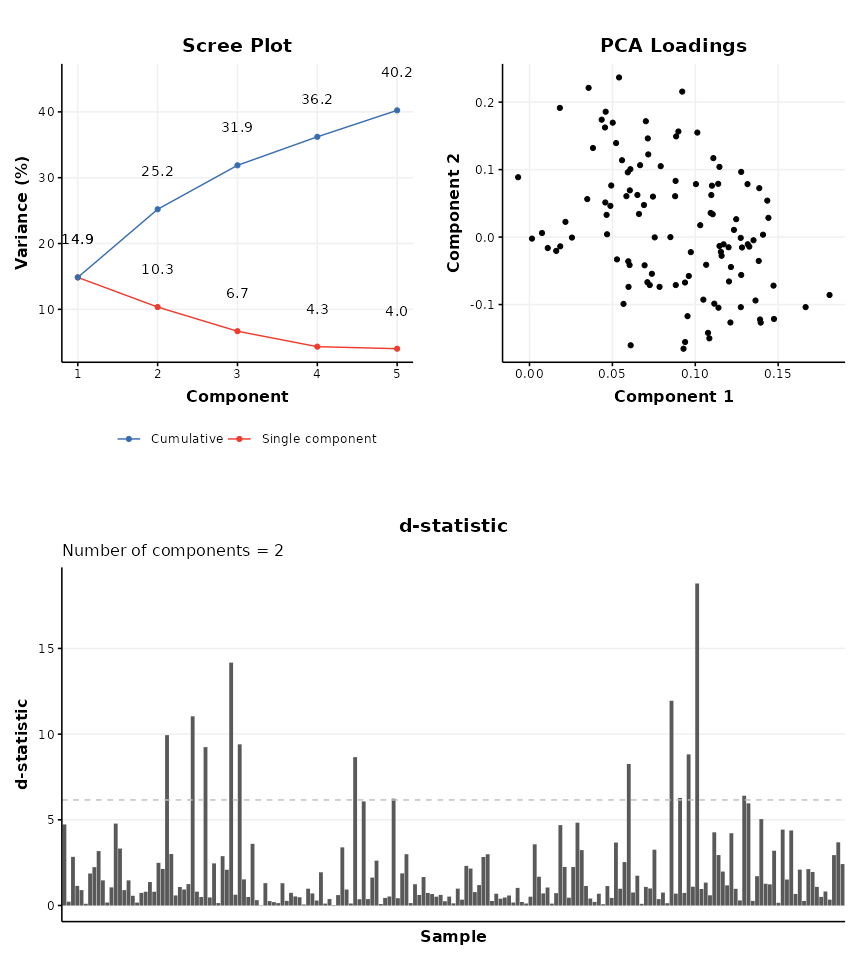 Scree Plot
40.2
36.2
31.9
25.2
14.9
14.9
10.3
6.7
4.3
4.0
40
30
20
10
Variance (%)
1 2 3 4 5
Component
Cumulative Single component
PCA Loadings
0.2
0.1
0.0
-0.1
Component 2
0.00 0.05 0.10 0.15
Component 1
d-statistic
Number of components = 2
15
10
5
0
d-statistic
Sample